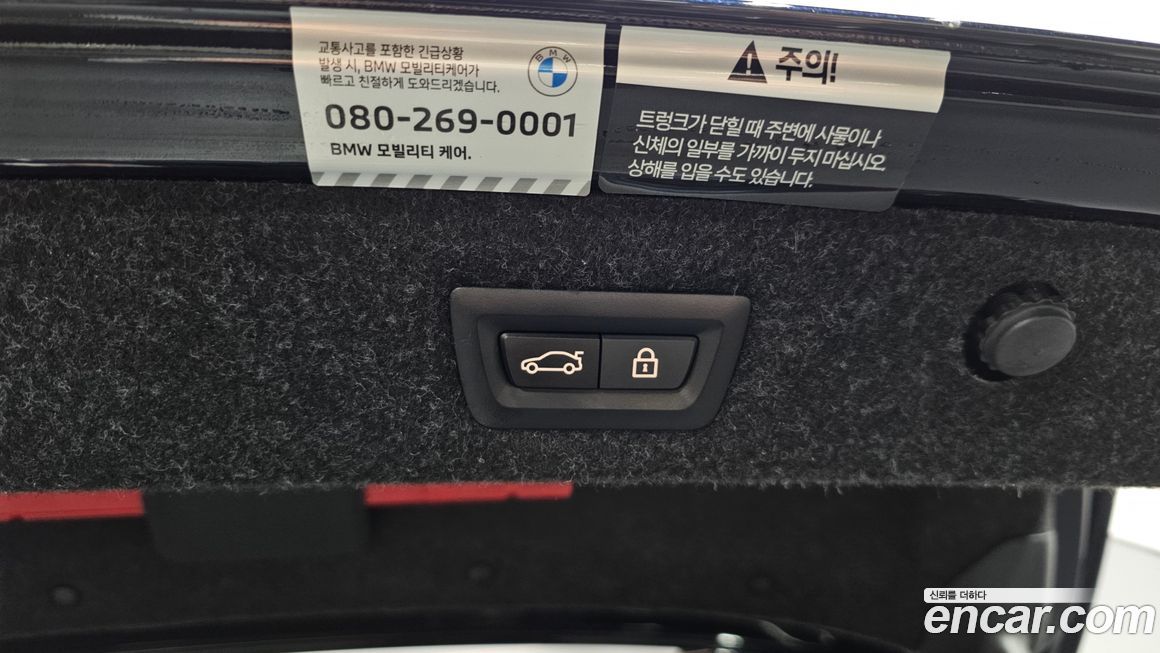 교통사고를 포함한 긴급상황
발생 시, BMW 모빌리티케어가
빠르고 친절하게 도와드리겠습니다.
080-269-0001
BMW 모빌리티 케어.
BMW
주의!
트렁크가 닫힐 때 주변에 사물이나
신체의 일부를 가까이 두지 마십시오.
상해를 입을 수도 있습니다.
신뢰를 더하다
encar.com